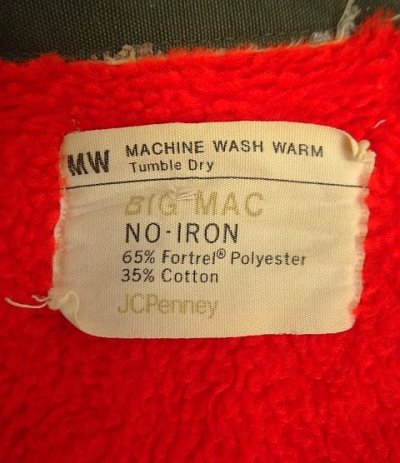 MW MACHINE WASH WARM
Tumble Dry
BIG MAC
NO-IRON
65% Fortrel® Polyester
35% Cotton
JCPenney